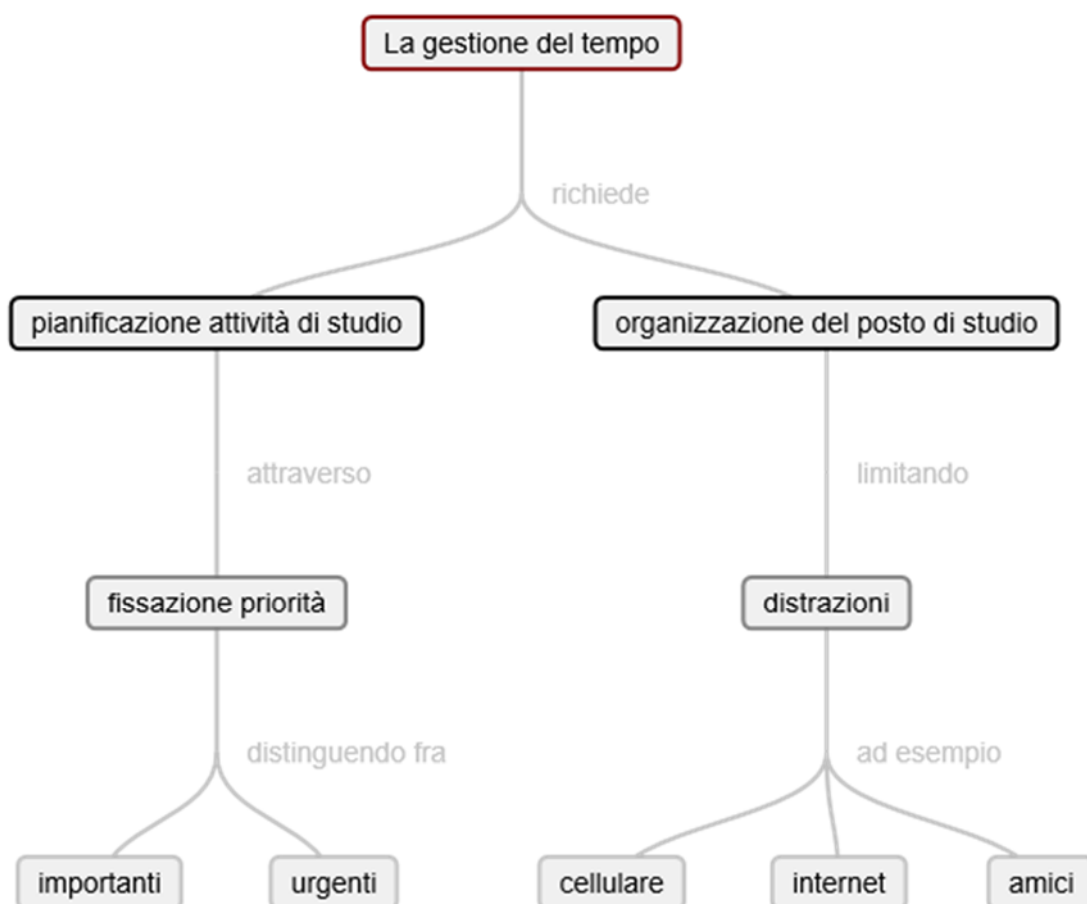 La gestione del tempo
richiede
pianificazione attività di studio
organizzazione del posto di studio
attraverso
limitando
fissazione priorità
distrazioni
distinguendo fra
ad esempio
importanti
urgenti
cellulare
internet
amici